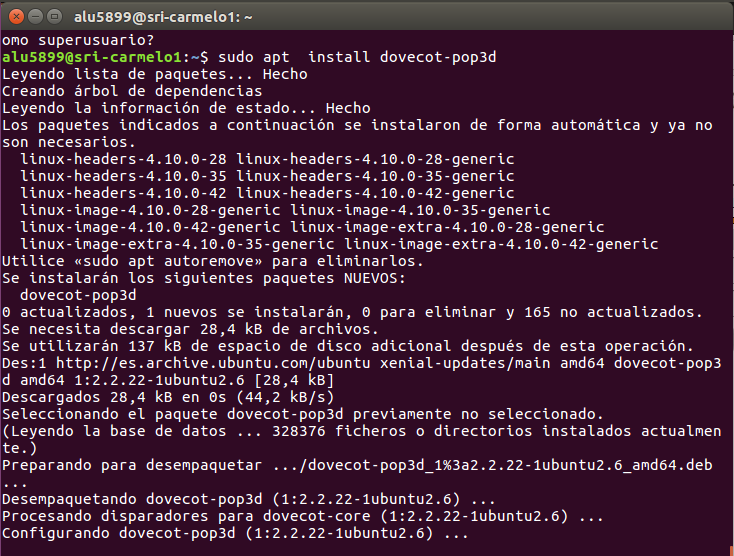 alu5899@sri-carmelo1: ~
omo superusuario?
alu5899@sri-carmelo1:~$ sudo apt  install dovecot-pop3d
Leyendo lista de paquetes... Hecho
Creando árbol de dependencias
Leyendo la información de estado... Hecho
Los paquetes indicados a continuación se instalaron de forma automática y ya no
son necesarios.
  linux-headers-4.10.0-28 linux-headers-4.10.0-28-generic
  linux-headers-4.10.0-35 linux-headers-4.10.0-35-generic
  linux-headers-4.10.0-42 linux-headers-4.10.0-42-generic
  linux-image-4.10.0-28-generic linux-image-4.10.0-35-generic
  linux-image-4.10.0-42-generic linux-image-extra-4.10.0-28-generic
  linux-image-extra-4.10.0-35-generic linux-image-extra-4.10.0-42-generic
Utilice «sudo apt autoremove» para eliminarlos.
Se instalarán los siguientes paquetes NUEVOS:
  dovecot-pop3d
0 actualizados, 1 nuevos se instalarán, 0 para eliminar y 165 no actualizados.
Se necesita descargar 28,4 kB de archivos.
Se utilizarán 137 kB de espacio de disco adicional después de esta operación.
Des:1 http://es.archive.ubuntu.com/ubuntu xenial-updates/main amd64 dovecot-pop3
d amd64 1:2.2.22-1ubuntu2.6 [28,4 kB]
Descargados 28,4 kB en 0s (44,2 kB/s)
Seleccionando el paquete dovecot-pop3d previamente no seleccionado.
(Leyendo la base de datos ... 328376 ficheros o directorios instalados actualmen
te.)
Preparando para desempaquetar .../dovecot-pop3d_1%3a2.2.22-1ubuntu2.6_amd64.deb
...
Desempaquetando dovecot-pop3d (1:2.2.22-1ubuntu2.6) ...
Procesando disparadores para dovecot-core (1:2.2.22-1ubuntu2.6) ...
Configurando dovecot-pop3d (1:2.2.22-1ubuntu2.6) ...